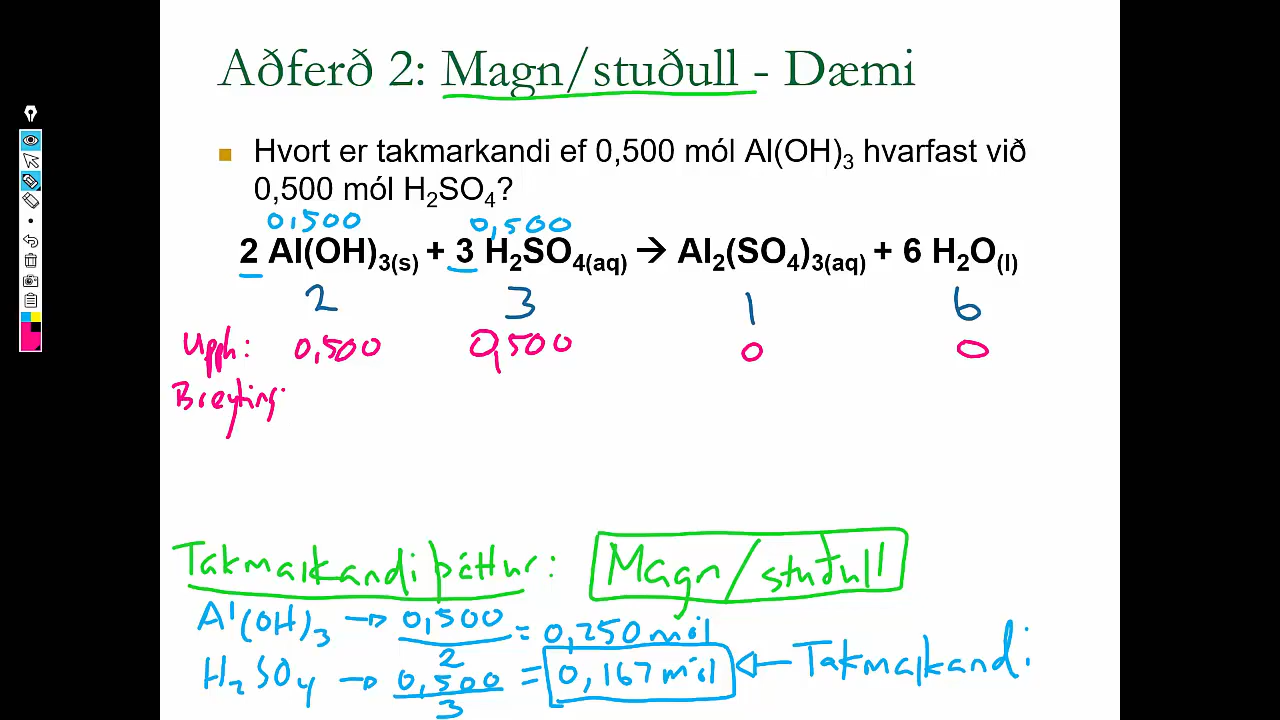 Aðferð 2: Magn/stuðull - Dæmi
Hvort er takmarkandi ef 0,500 mól Al(OH)₃ hvarfast við
0,500 mól H₂SO₄?
0,500 0,500
2 Al(OH)₃(s) + 3 H₂SO₄(aq) → Al₂(SO₄)₃(aq) + 6 H₂O(l)
2 3 1 6
Upph: 0,500 0,500 0 0
Breyting:
Takmarkandi þáttur: Magn/stuðull
Al(OH)₃ → 0,500/2 = 0,250 mól
H₂SO₄ → 0,500/3 = 0,167 mól ← Takmarkandi